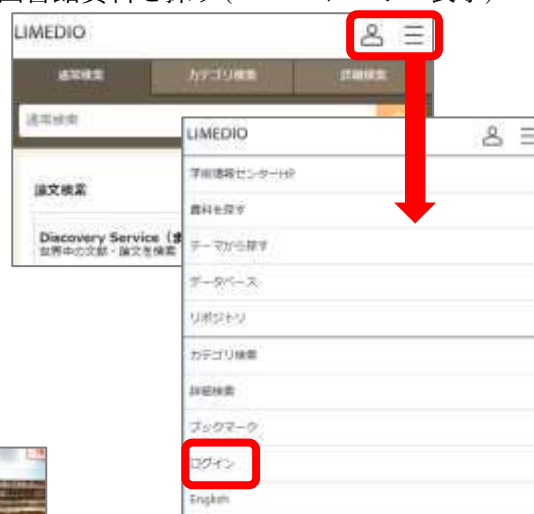 LIMEDIO
通常検索
カテゴリ検索
詳細検索
通常検索
論文検索
Discovery Service
世界中の文献・論文を検索
LIMEDIO
学術情報センターHP
資料を探す
テーマから探す
データベース
リポジトリ
カテゴリ検索
詳細検索
ブックマーク
ログイン
English